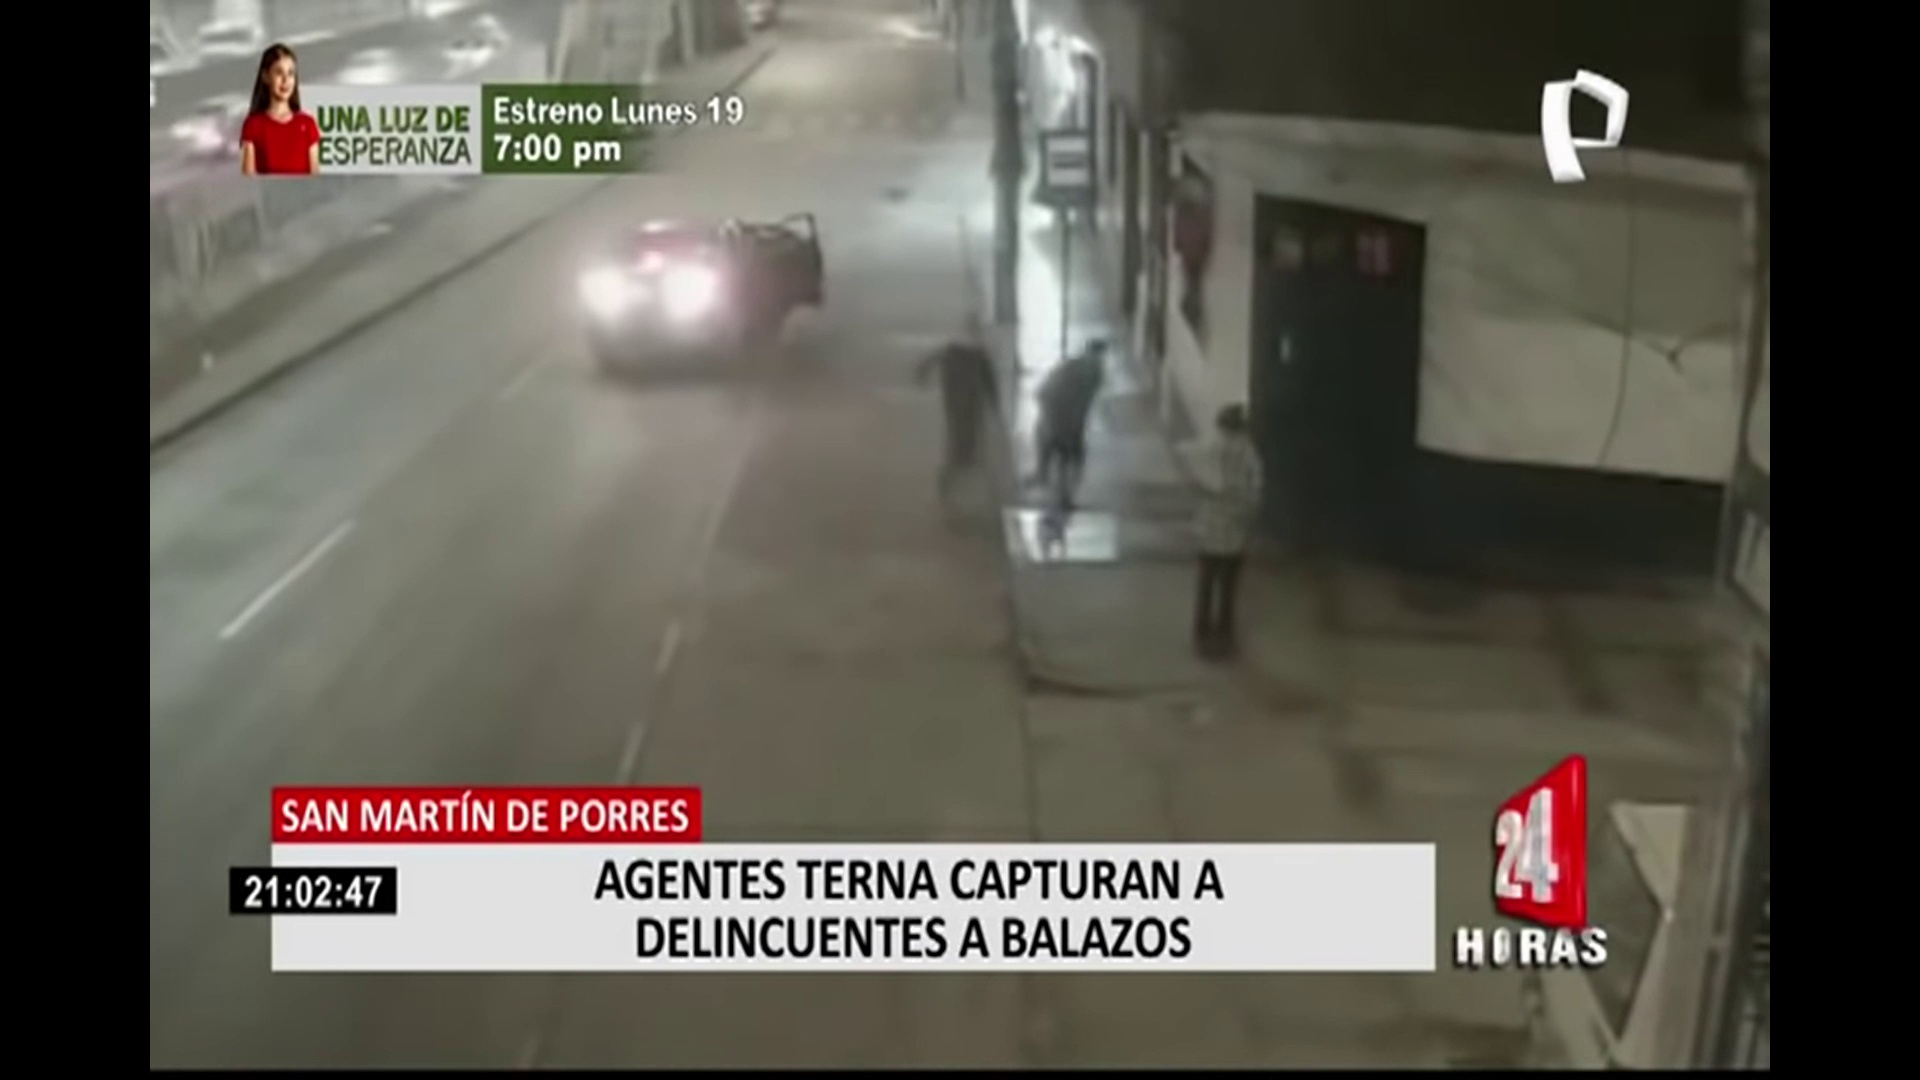 UNA LUZ DE
ESPERANZA
Estreno Lunes 19
7:00 pm
SAN MARTÍN DE PORRES
AGENTES TERNA CAPTURAN A
DELINCUENTES A BALAZOS
21:02:47
24
HORAS